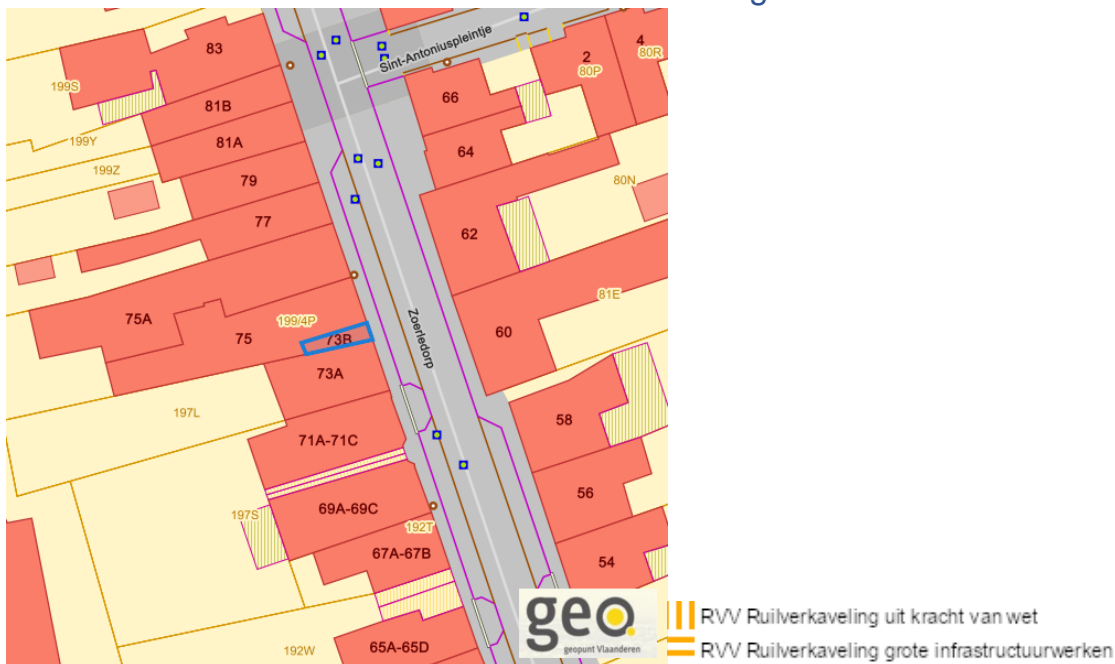 83
2
4
80R
80P
199S
66
81B
Sint-Antoniuspleintje
199Y
81A
64
199Z
79
80N
77
62
81E
75A
199/4P
75
73B
Zoerledorp
60
73A
197L
58
71A-71C
56
69A-69C
197S
192T
67A-67B
54
geo
geopunt Vlaanderen
RVV Ruilverkaveling uit kracht van wet
192W
65A-65D
RVV Ruilverkaveling grote infrastructuurwerken